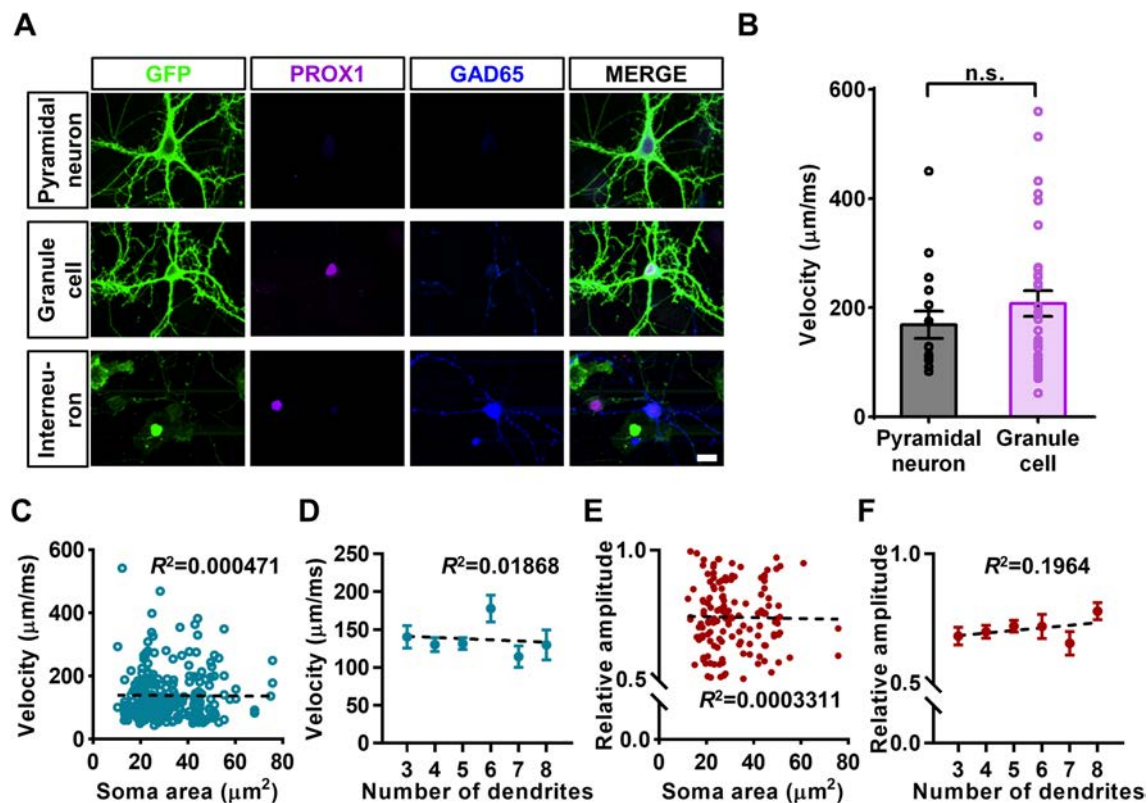 A
GFP
PROX1
GAD65
MERGE
Pyramidal
neuron
Granule
cell
Interneu-
ron
B
n.s.
600
400
200
0
Velocity (μm/ms)
Pyramidal
neuron
Granule
cell
C
600
400
200
100
0
Velocity (μm/ms)
R²=0.000471
0 20 40 60 80
Soma area (μm²)
D
250
200
150
100
50
0
Velocity (μm/ms)
R²=0.01868
3 4 5 6 7 8
Number of dendrites
E
1.0
0.5
0.0
Relative amplitude
R²=0.0003311
0 20 40 60 80
Soma area (μm²)
F
1.0
0.5
0.0
Relative amplitude
R²=0.1964
3 4 5 6 7 8
Number of dendrites